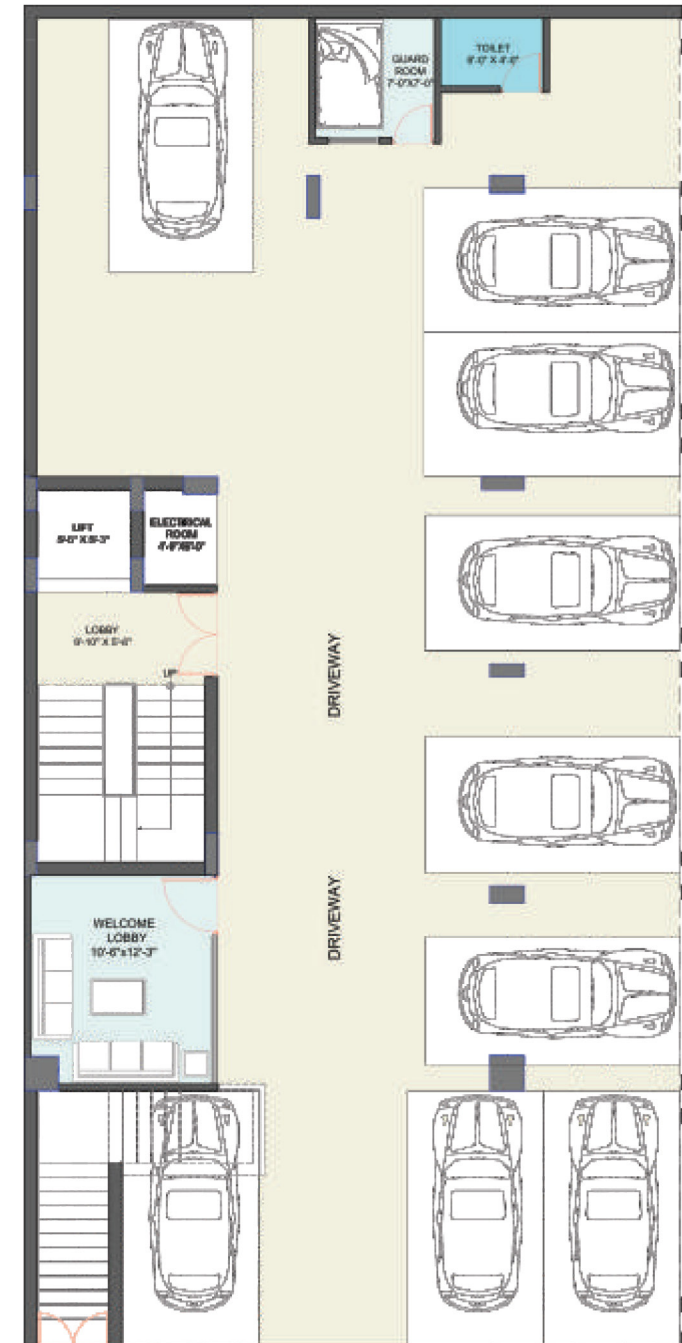 GUARD
ROOM
7'-0"X7'-0"
TOILET
LIFT
ELECTRICAL
ROOM
LOBBY
UP
DRIVEWAY
WELCOME
LOBBY
10'-6"x12'-3"
DRIVEWAY